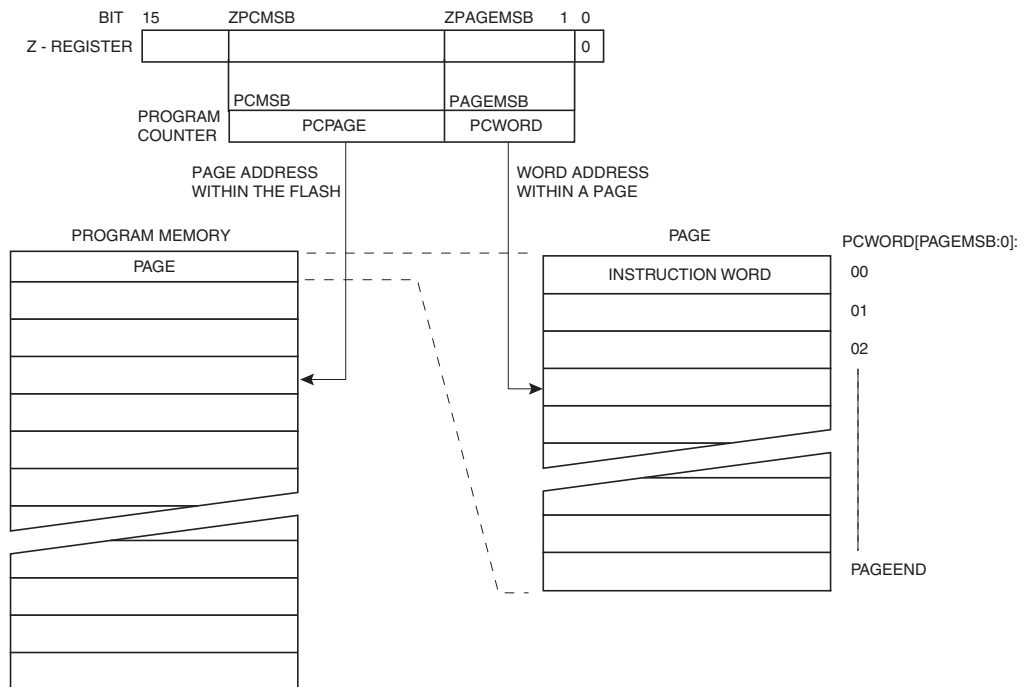 BIT 15 ZPCMSB ZPAGEMSB 1 0
Z - REGISTER 0
PCMSB PAGEMSB
PROGRAM
COUNTER
PCPAGE PCWORD
PAGE ADDRESS
WITHIN THE FLASH
WORD ADDRESS
WITHIN A PAGE
PROGRAM MEMORY
PAGE
PAGE
PCWORD[PAGEMSB:0]:
INSTRUCTION WORD
00
01
02
PAGEEND